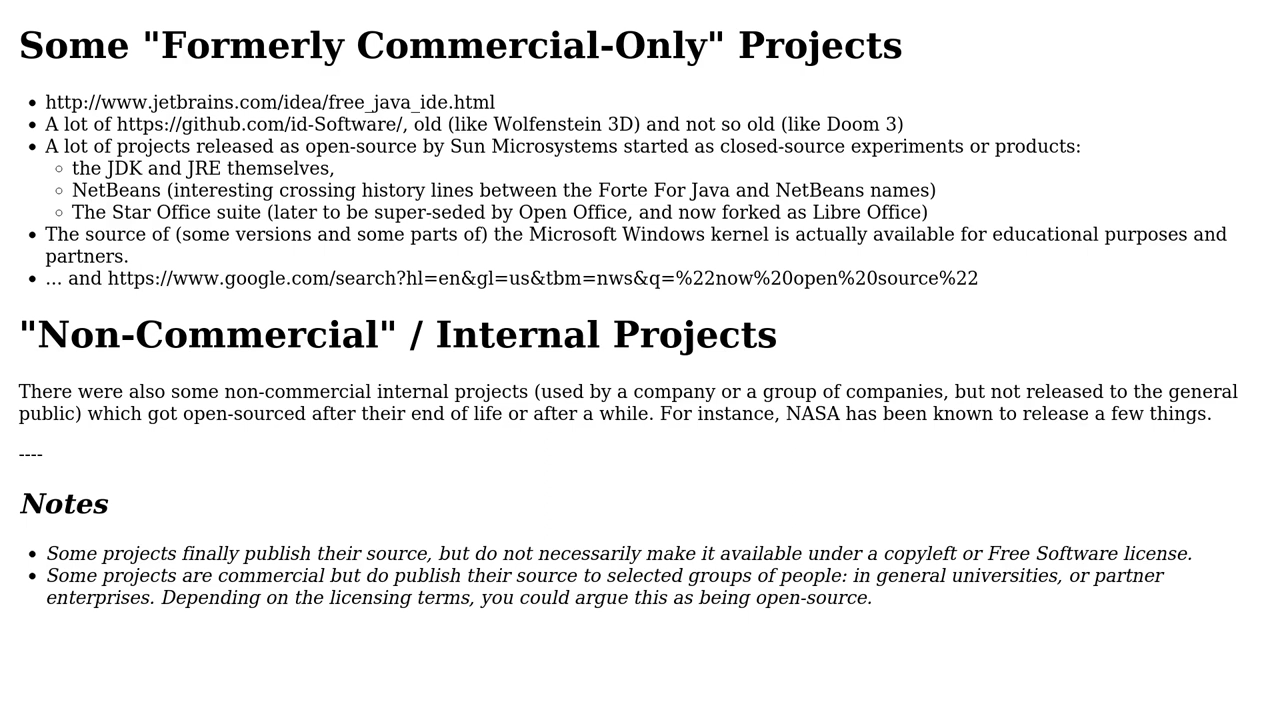 Some "Formerly Commercial-Only" Projects
http://www.jetbrains.com/idea/free_java_ide.html
A lot of https://github.com/id-Software/, old (like Wolfenstein 3D) and not so old (like Doom 3)
A lot of projects released as open-source by Sun Microsystems started as closed-source experiments or products:
the JDK and JRE themselves,
NetBeans (interesting crossing history lines between the Forte For Java and NetBeans names)
The Star Office suite (later to be super-seded by Open Office, and now forked as Libre Office)
The source of (some versions and some parts of) the Microsoft Windows kernel is actually available for educational purposes and
partners.
... and https://www.google.com/search?hl=en&gl=us&tbm=nws&q=%22now%20open%20source%22
"Non-Commercial" / Internal Projects
There were also some non-commercial internal projects (used by a company or a group of companies, but not released to the general
public) which got open-sourced after their end of life or after a while. For instance, NASA has been known to release a few things.
----
Notes
Some projects finally publish their source, but do not necessarily make it available under a copyleft or Free Software license.
Some projects are commercial but do publish their source to selected groups of people: in general universities, or partner
enterprises. Depending on the licensing terms, you could argue this as being open-source.